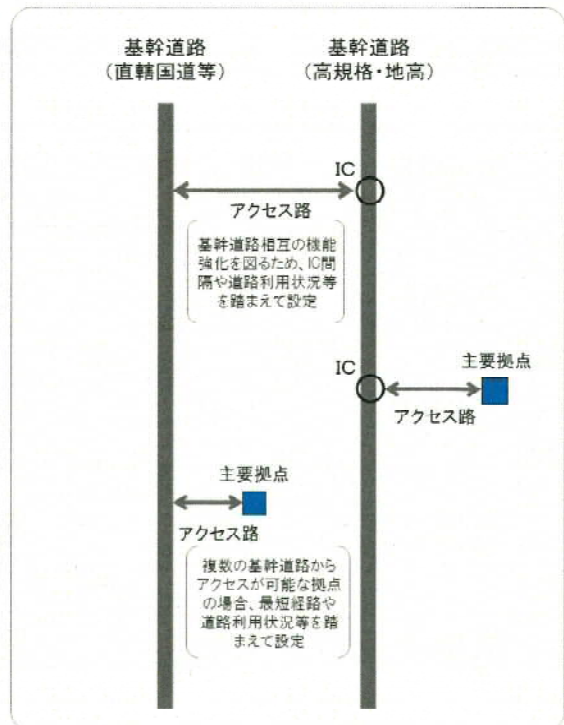 基幹道路
（直轄国道等）
基幹道路
（高規格・地高）
IC
アクセス路
基幹道路相互の機能
強化を図るため、IC間
隔や道路利用状況等
を踏まえて設定
IC
主要拠点
アクセス路
主要拠点
アクセス路
複数の基幹道路から
アクセスが可能な拠点
の場合、最短経路や
道路利用状況等を踏
まえて設定